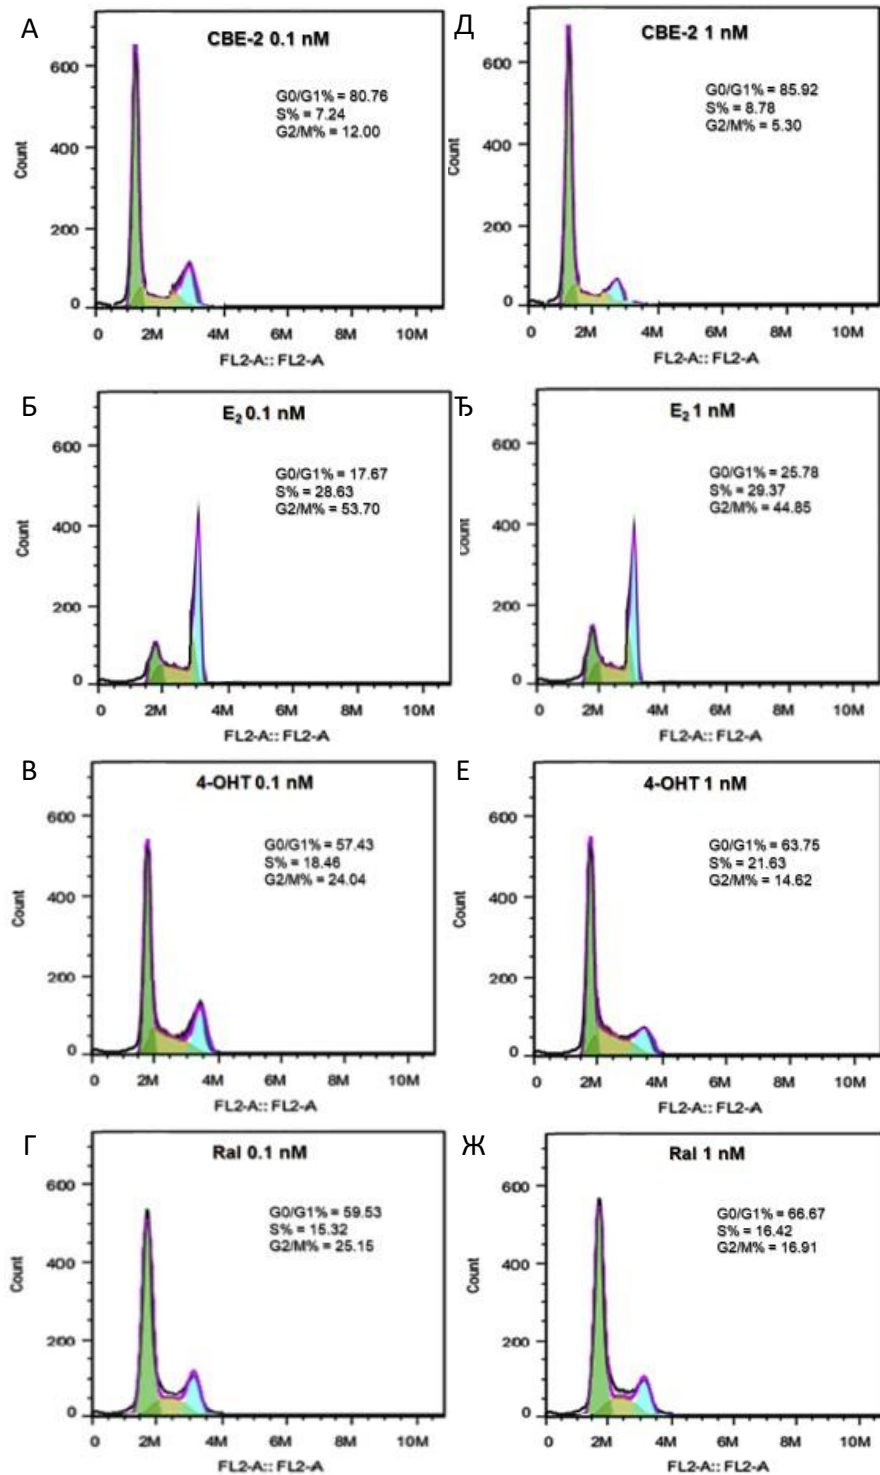 А
CBE-2 0.1 nM
G0/G1% = 80.76
S% = 7.24
G2/M% = 12.00
600
400
200
0
Count
0 2M 4M 6M 8M 10M
FL2-A:: FL2-A
Д
CBE-2 1 nM
G0/G1% = 85.92
S% = 8.78
G2/M% = 5.30
600
400
200
0
Count
0 2M 4M 6M 8M 10M
FL2-A:: FL2-A
Б
E₂ 0.1 nM
G0/G1% = 17.67
S% = 28.63
G2/M% = 53.70
600
400
200
0
Count
0 2M 4M 6M 8M 10M
FL2-A:: FL2-A
Ђ
E₂ 1 nM
G0/G1% = 25.78
S% = 29.37
G2/M% = 44.85
600
400
200
0
Count
0 2M 4M 6M 8M 10M
FL2-A:: FL2-A
В
4-OHT 0.1 nM
G0/G1% = 57.43
S% = 18.46
G2/M% = 24.04
600
400
200
0
Count
0 2M 4M 6M 8M 10M
FL2-A:: FL2-A
Е
4-OHT 1 nM
G0/G1% = 63.75
S% = 21.63
G2/M% = 14.62
600
400
200
0
Count
0 2M 4M 6M 8M 10M
FL2-A:: FL2-A
Г
Ral 0.1 nM
G0/G1% = 59.53
S% = 15.32
G2/M% = 25.15
600
400
200
0
Count
0 2M 4M 6M 8M 10M
FL2-A:: FL2-A
Ж
Ral 1 nM
G0/G1% = 66.67
S% = 16.42
G2/M% = 16.91
600
400
200
0
Count
0 2M 4M 6M 8M 10M
FL2-A:: FL2-A